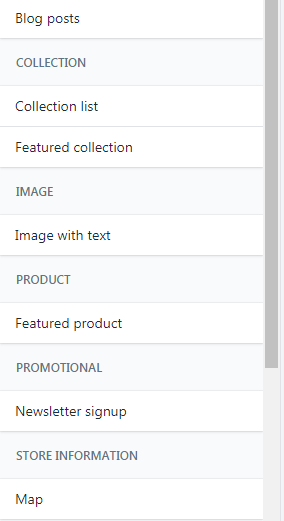 Blog posts
COLLECTION
Collection list
Featured collection
IMAGE
Image with text
PRODUCT
Featured product
PROMOTIONAL
Newsletter signup
STORE INFORMATION
Map